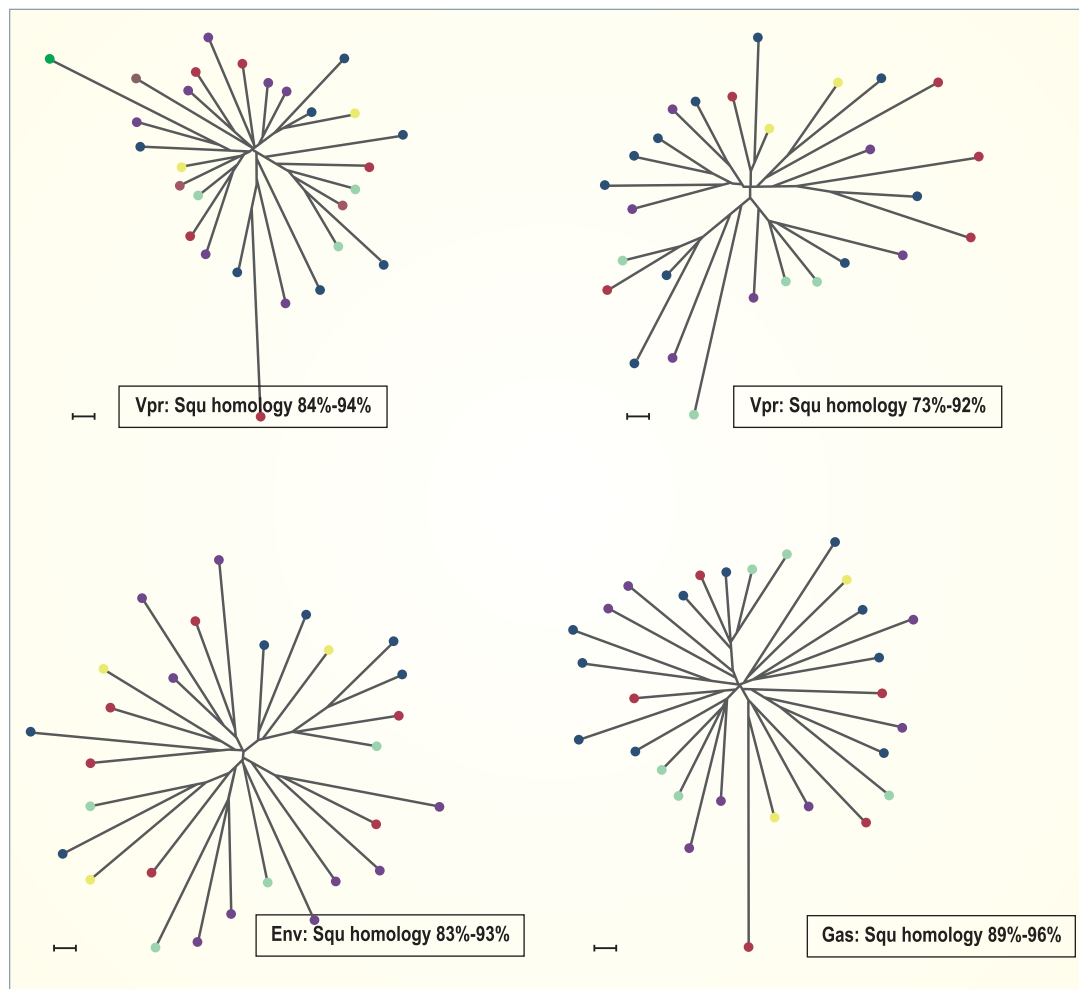 Vpr: Squ homology 84%-94%
Vpr: Squ homology 73%-92%
Env: Squ homology 83%-93%
Gas: Squ homology 89%-96%